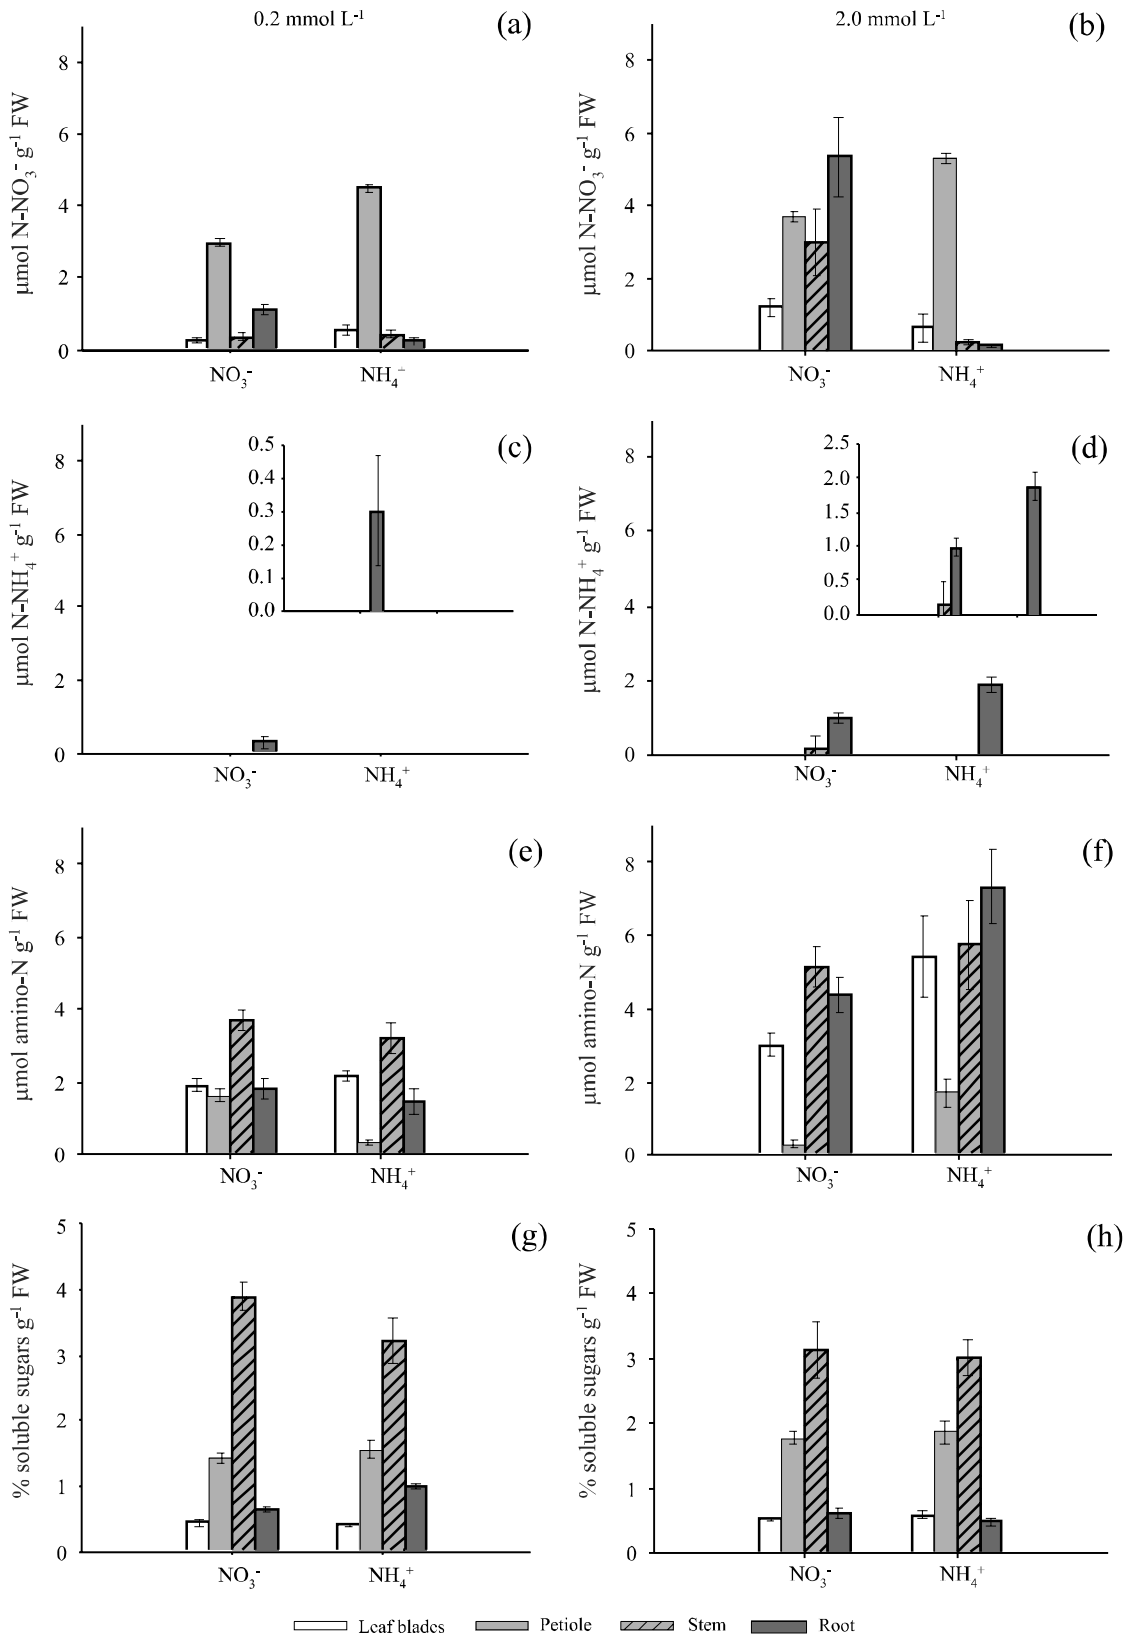 0.2 mmol L⁻¹
(a)
µmol N-NO₃⁻ g⁻¹ FW
8
6
4
2
0
NO₃⁻ NH₄⁺
2.0 mmol L⁻¹
(b)
µmol N-NO₃⁻ g⁻¹ FW
8
6
4
2
0
NO₃⁻ NH₄⁺
(c)
µmol N-NH₄⁺ g⁻¹ FW
8
6
4
2
0
0.5
0.4
0.3
0.2
0.1
0.0
NO₃⁻ NH₄⁺
(d)
µmol N-NH₄⁺ g⁻¹ FW
8
6
4
2
0
2.5
2.0
1.5
1.0
0.5
0.0
NO₃⁻ NH₄⁺
(e)
µmol amino-N g⁻¹ FW
8
6
4
2
0
NO₃⁻ NH₄⁺
(f)
µmol amino-N g⁻¹ FW
8
6
4
2
0
NO₃⁻ NH₄⁺
(g)
% soluble sugars g⁻¹ FW
5
4
3
2
1
0
NO₃⁻ NH₄⁺
(h)
% soluble sugars g⁻¹ FW
5
4
3
2
1
0
NO₃⁻ NH₄⁺
Leaf blades Petiole Stem Root